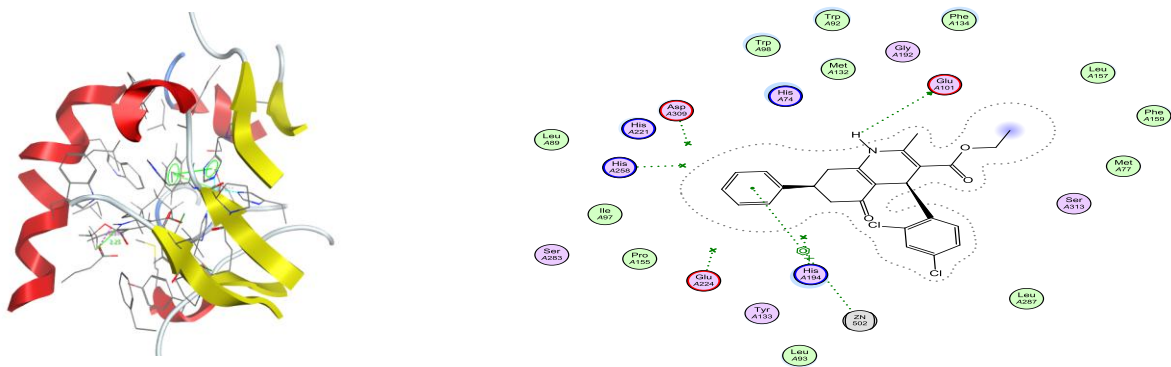 2.25
Trp
A92
Phe
A134
Trp
A98
Gly
A192
Met
A132
Leu
A157
His
A74
Glu
A101
Asp
A309
Phe
A159
His
A221
Leu
A89
H
N
O
O
Met
A77
His
A258
Ser
A313
Ile
A97
O
Cl
Ser
A283
Pro
A155
Glu
A224
His
A194
Cl
Leu
A287
Tyr
A133
ZN
502
Leu
A93